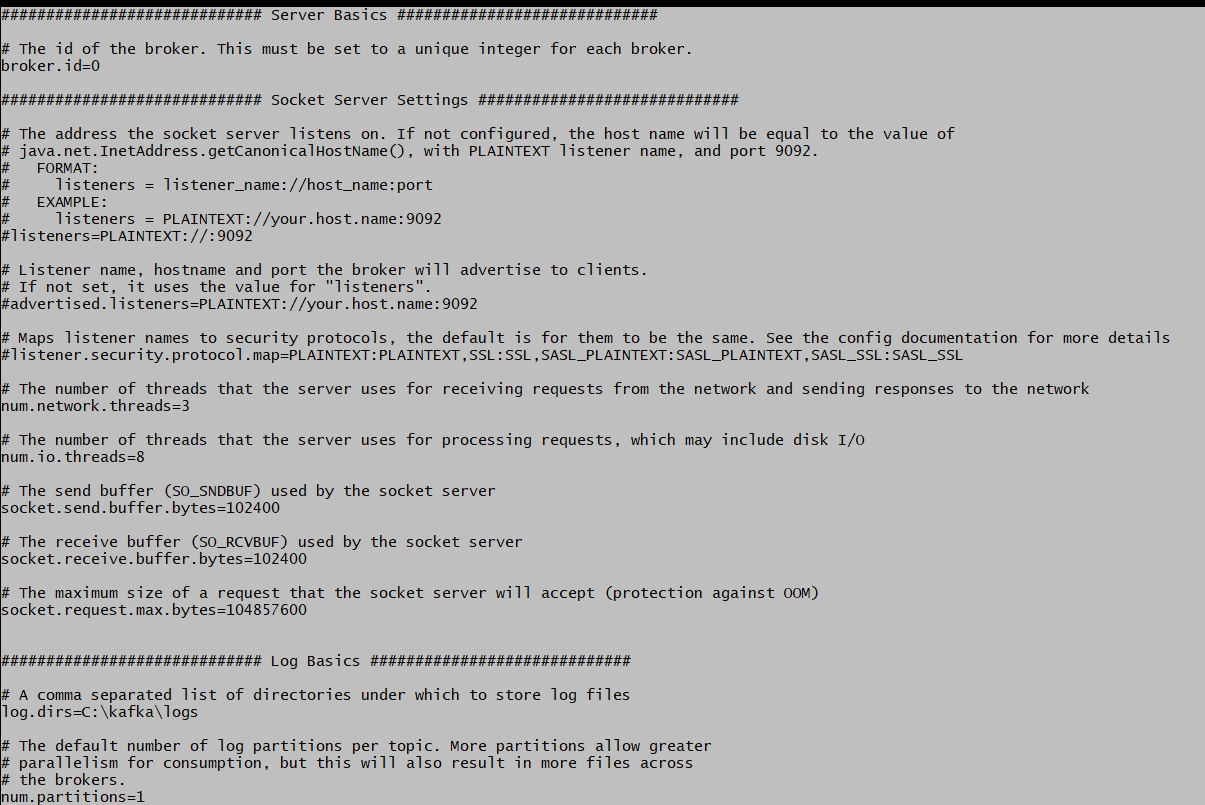 ############################# Server Basics #############################
# The id of the broker. This must be set to a unique integer for each broker.
broker.id=0
############################# Socket Server Settings #############################
# The address the socket server listens on. If not configured, the host name will be equal to the value of
# java.net.InetAddress.getCanonicalHostName(), with PLAINTEXT listener name, and port 9092.
#   FORMAT:
#     listeners = listener_name://host_name:port
#   EXAMPLE:
#     listeners = PLAINTEXT://your.host.name:9092
#listeners=PLAINTEXT://:9092
# Listener name, hostname and port the broker will advertise to clients.
# If not set, it uses the value for "listeners".
#advertised.listeners=PLAINTEXT://your.host.name:9092
# Maps listener names to security protocols, the default is for them to be the same. See the config documentation for more details
#listener.security.protocol.map=PLAINTEXT:PLAINTEXT,SSL:SSL,SASL_PLAINTEXT:SASL_PLAINTEXT,SASL_SSL:SASL_SSL
# The number of threads that the server uses for receiving requests from the network and sending responses to the network
num.network.threads=3
# The number of threads that the server uses for processing requests, which may include disk I/O
num.io.threads=8
# The send buffer (SO_SNDBUF) used by the socket server
socket.send.buffer.bytes=102400
# The receive buffer (SO_RCVBUF) used by the socket server
socket.receive.buffer.bytes=102400
# The maximum size of a request that the socket server will accept (protection against OOM)
socket.request.max.bytes=104857600
############################# Log Basics #############################
# A comma separated list of directories under which to store log files
log.dirs=C:\kafka\logs
# The default number of log partitions per topic. More partitions allow greater
# parallelism for consumption, but this will also result in more files across
# the brokers.
num.partitions=1